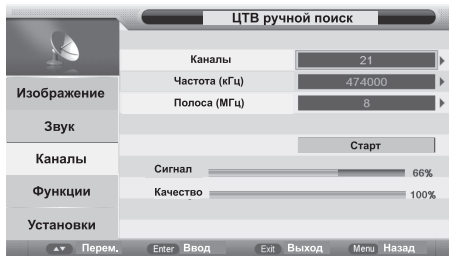 ЦТВ ручной поиск
Каналы 21
Частота (кГц) 474000
Полоса (МГц) 8
Старт
Сигнал 66%
Качество 100%
Изображение
Звук
Каналы
Функции
Установки
▲▼ Перем. Enter Ввод Exit Выход Menu Назад